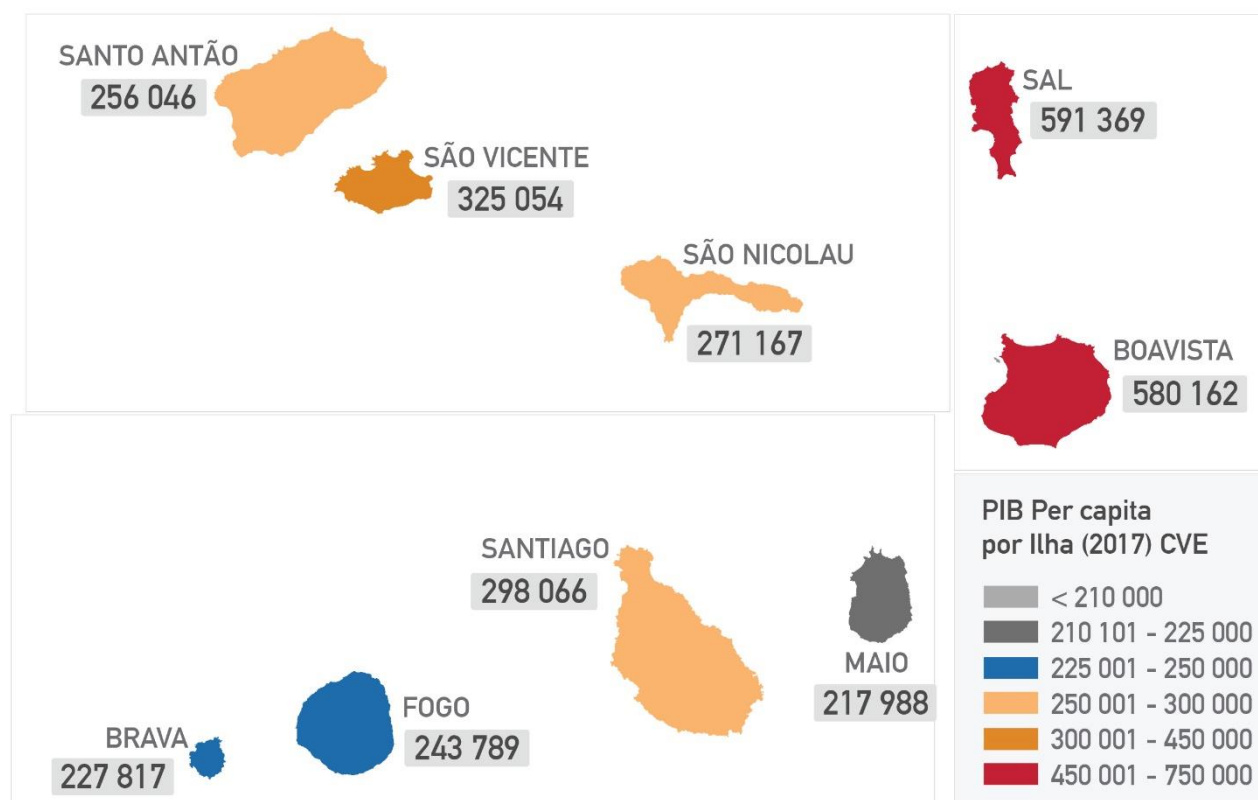 SANTO ANTÃO
256 046
SÃO VICENTE
325 054
SÃO NICOLAU
271 167
SAL
591 369
BOAVISTA
580 162
SANTIAGO
298 066
MAIO
217 988
FOGO
243 789
BRAVA
227 817
PIB Per capita
por Ilha (2017) CVE
< 210 000
210 101 - 225 000
225 001 - 250 000
250 001 - 300 000
300 001 - 450 000
450 001 - 750 000